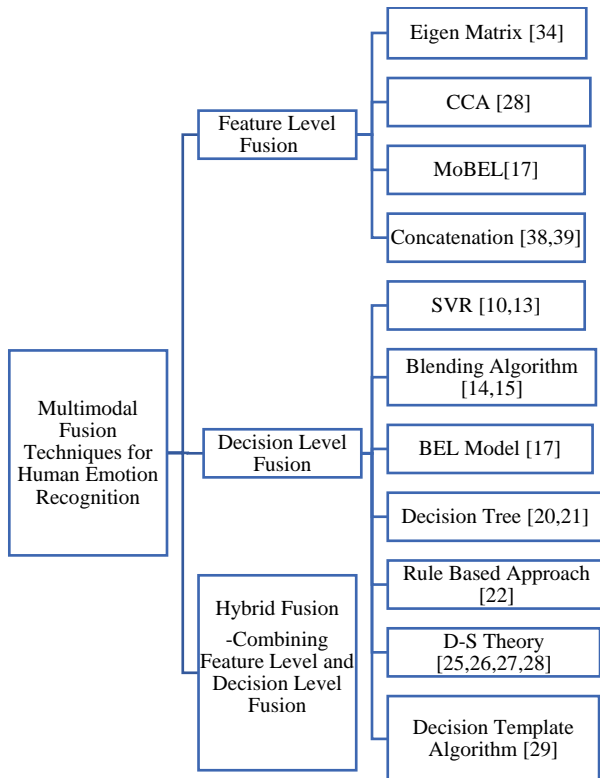 Multimodal
Fusion
Techniques for
Human Emotion
Recognition
Feature Level
Fusion
Eigen Matrix [34]
CCA [28]
MoBEL[17]
Concatenation [38,39]
Decision Level
Fusion
SVR [10,13]
Blending Algorithm
[14,15]
BEL Model [17]
Decision Tree [20,21]
Rule Based Approach
[22]
D-S Theory
[25,26,27,28]
Decision Template
Algorithm [29]
Hybrid Fusion
-Combining
Feature Level and
Decision Level
Fusion